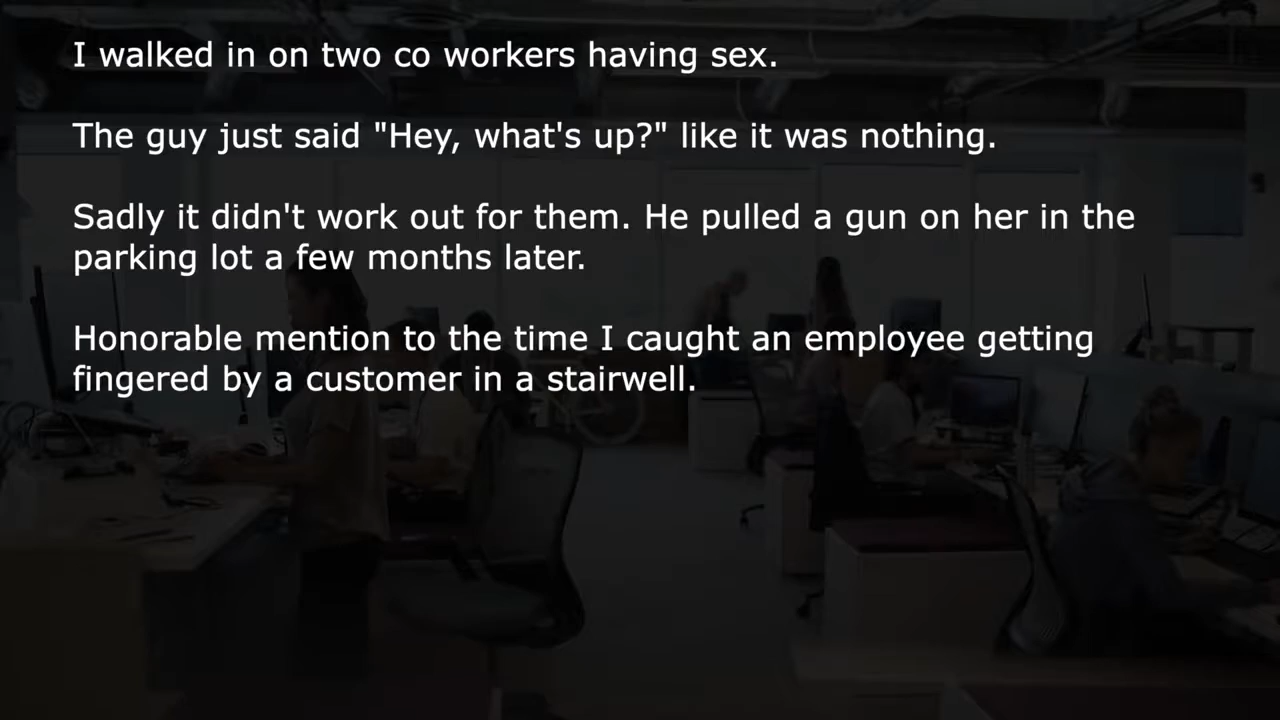 I walked in on two co workers having sex.
The guy just said "Hey, what's up?" like it was nothing.
Sadly it didn't work out for them. He pulled a gun on her in the
parking lot a few months later.
Honorable mention to the time I caught an employee getting
fingered by a customer in a stairwell.